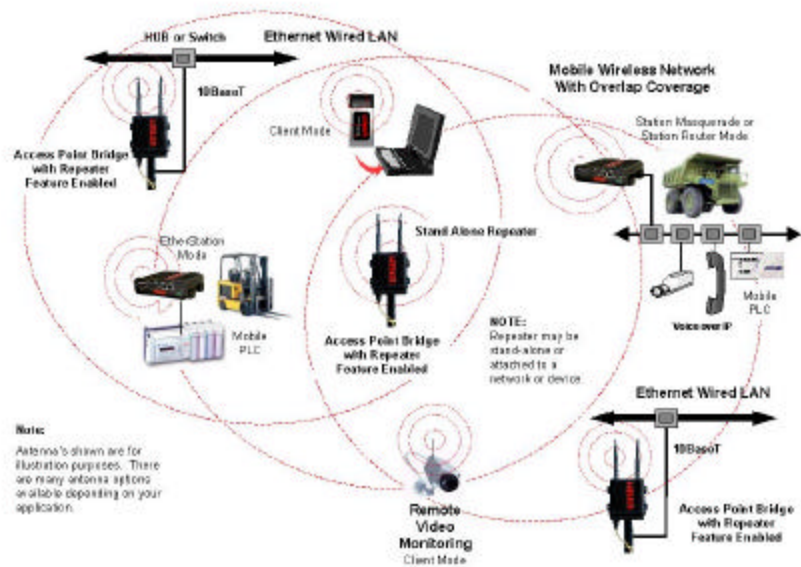 HUB or Switch
Ethernet Wired LAN
10BaseT
Access Point Bridge
with Repeater
Feature Enabled
Client Mode
Mobile Wireless Network
With Overlap Coverage
Station Masquerade or
Station Router Mode
EtherStation
Mode
Mobile
PLC
Stand Alone Repeater
Access Point Bridge
with Repeater
Feature Enabled
NOTE:
Repeater may be
stand-alone or
attached to a
network or device.
Voice over IP
Mobile
PLC
Ethernet Wired LAN
10BaseT
Access Point Bridge
with Repeater
Feature Enabled
Note:
Antenna's shown are for
illustration purposes. There
are many antenna options
available depending on your
application.
Remote
Video
Monitoring
Client Mode